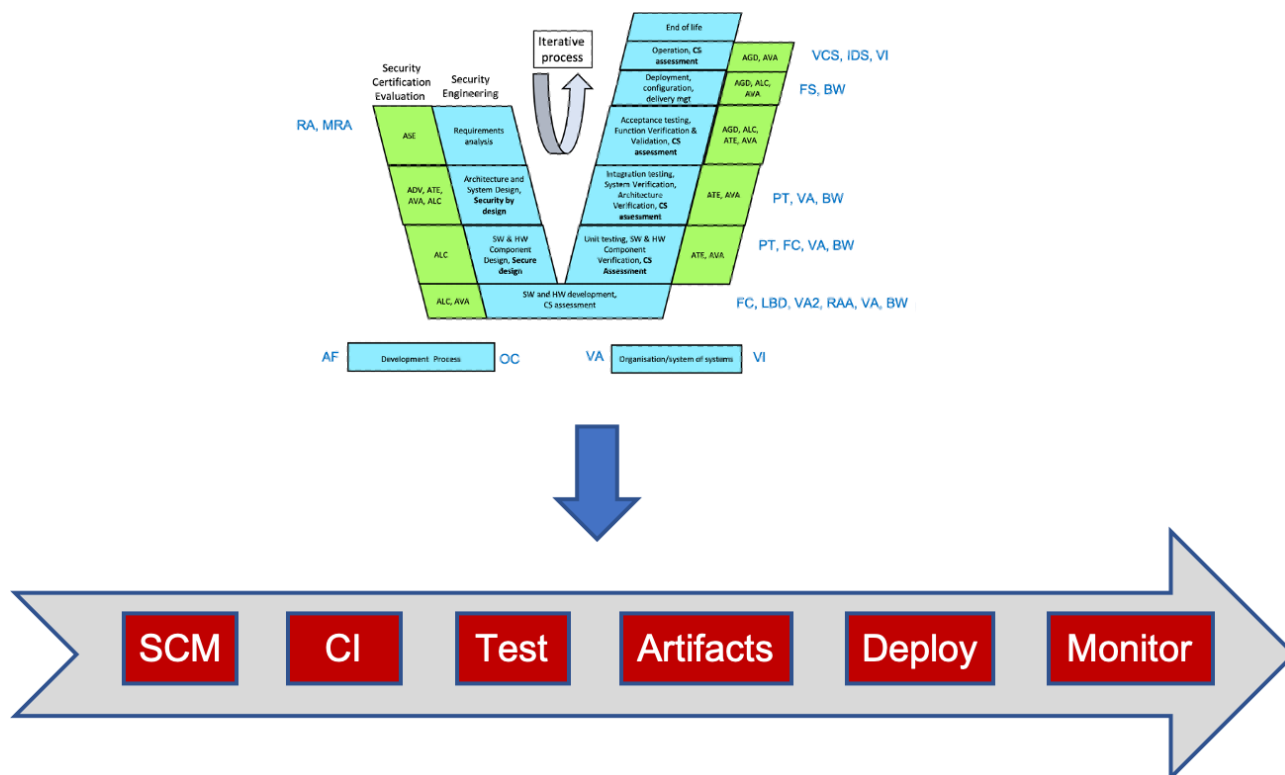 End of life
Iterative
process
Operation, CS
assessment
AGD, AVA
VCS, IDS, VI
Security
Certification
Evaluation
Security
Engineering
Deployment,
configuration,
delivery mgt
AGD, ALC,
AVA
FS, BW
RA, MRA
ASE
Requirements
analysis
Acceptance testing,
Function Verification &
Validation, CS
assessment
AGD, ALC,
ATE, AVA
ADV, ATE,
AVA, ALC
Architecture and
System Design,
Security by
design
Integration testing,
System Verification,
Architecture
Verification, CS
assessment
ATE, AVA
PT, VA, BW
ALC
SW & HW
Component
Design, Secure
design
Unit testing, SW & HW
Component
Verification, CS
Assessment
ATE, AVA
PT, FC, VA, BW
ALC, AVA
SW and HW development,
CS assessment
FC, LBD, VA2, RAA, VA, BW
AF
Development Process
OC
VA
Organisation/system of systems
VI
SCM
CI
Test
Artifacts
Deploy
Monitor